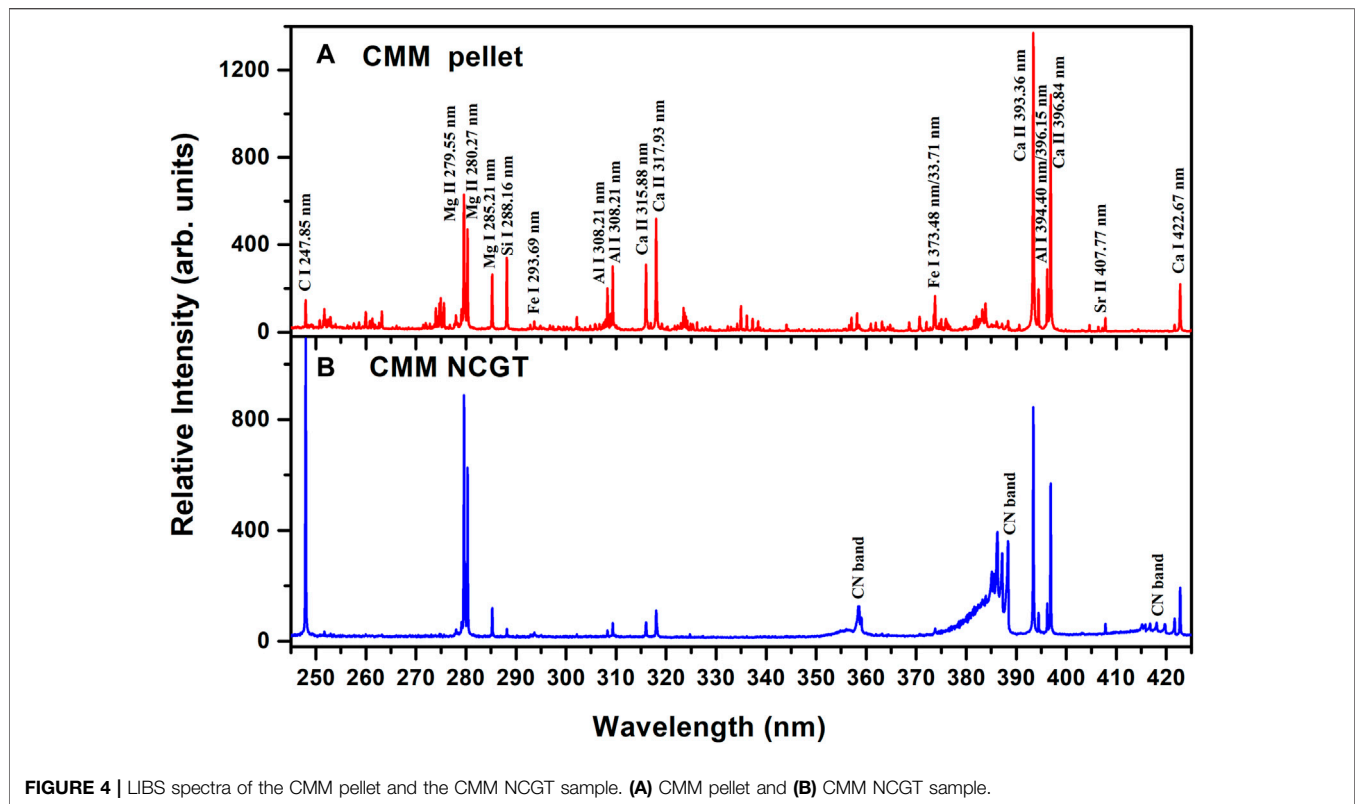 A CMM pellet
1200
800
400
0
C I 247.85 nm
Mg II 279.55 nm
Mg II 280.27 nm
Mg I 285.21 nm
Si I 288.16 nm
Fe I 293.69 nm
Al I 308.21 nm
Al I 308.21 nm
Ca II 315.88 nm
Ca II 317.93 nm
Fe I 373.48 nm/33.71 nm
Ca II 393.36 nm
Al I 394.40 nm/396.15 nm
Ca II 396.84 nm
Sr II 407.77 nm
Ca I 422.67 nm
Relative Intensity (arb. units)
B CMM NCGT
800
400
0
CN band
CN band
CN band
250 260 270 280 290 300 310 320 330 340 350 360 370 380 390 400 410 420
Wavelength (nm)
FIGURE 4 | LIBS spectra of the CMM pellet and the CMM NCGT sample. (A) CMM pellet and (B) CMM NCGT sample.